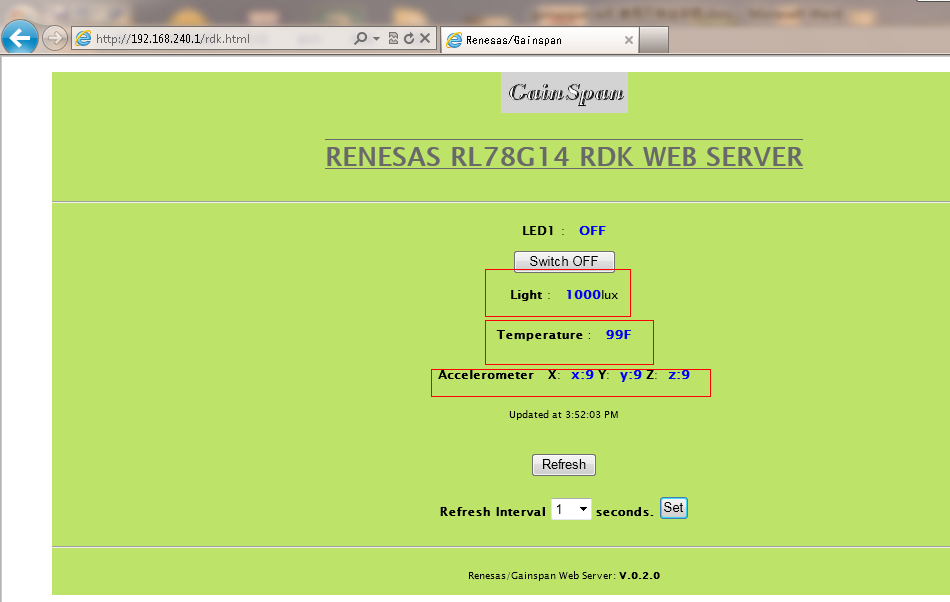 http://192.168.240.1/rdk.html
Renesas/Gainspan
GainSpan
RENESAS RL78G14 RDK WEB SERVER
LED1 : OFF
Switch OFF
Light : 1000lux
Temperature : 99F
Accelerometer X: x:9 Y: y:9 Z: z:9
Updated at 3:52:03 PM
Refresh
Refresh Interval 1 seconds. Set
Renesas/Gainspan Web Server: V.0.2.0